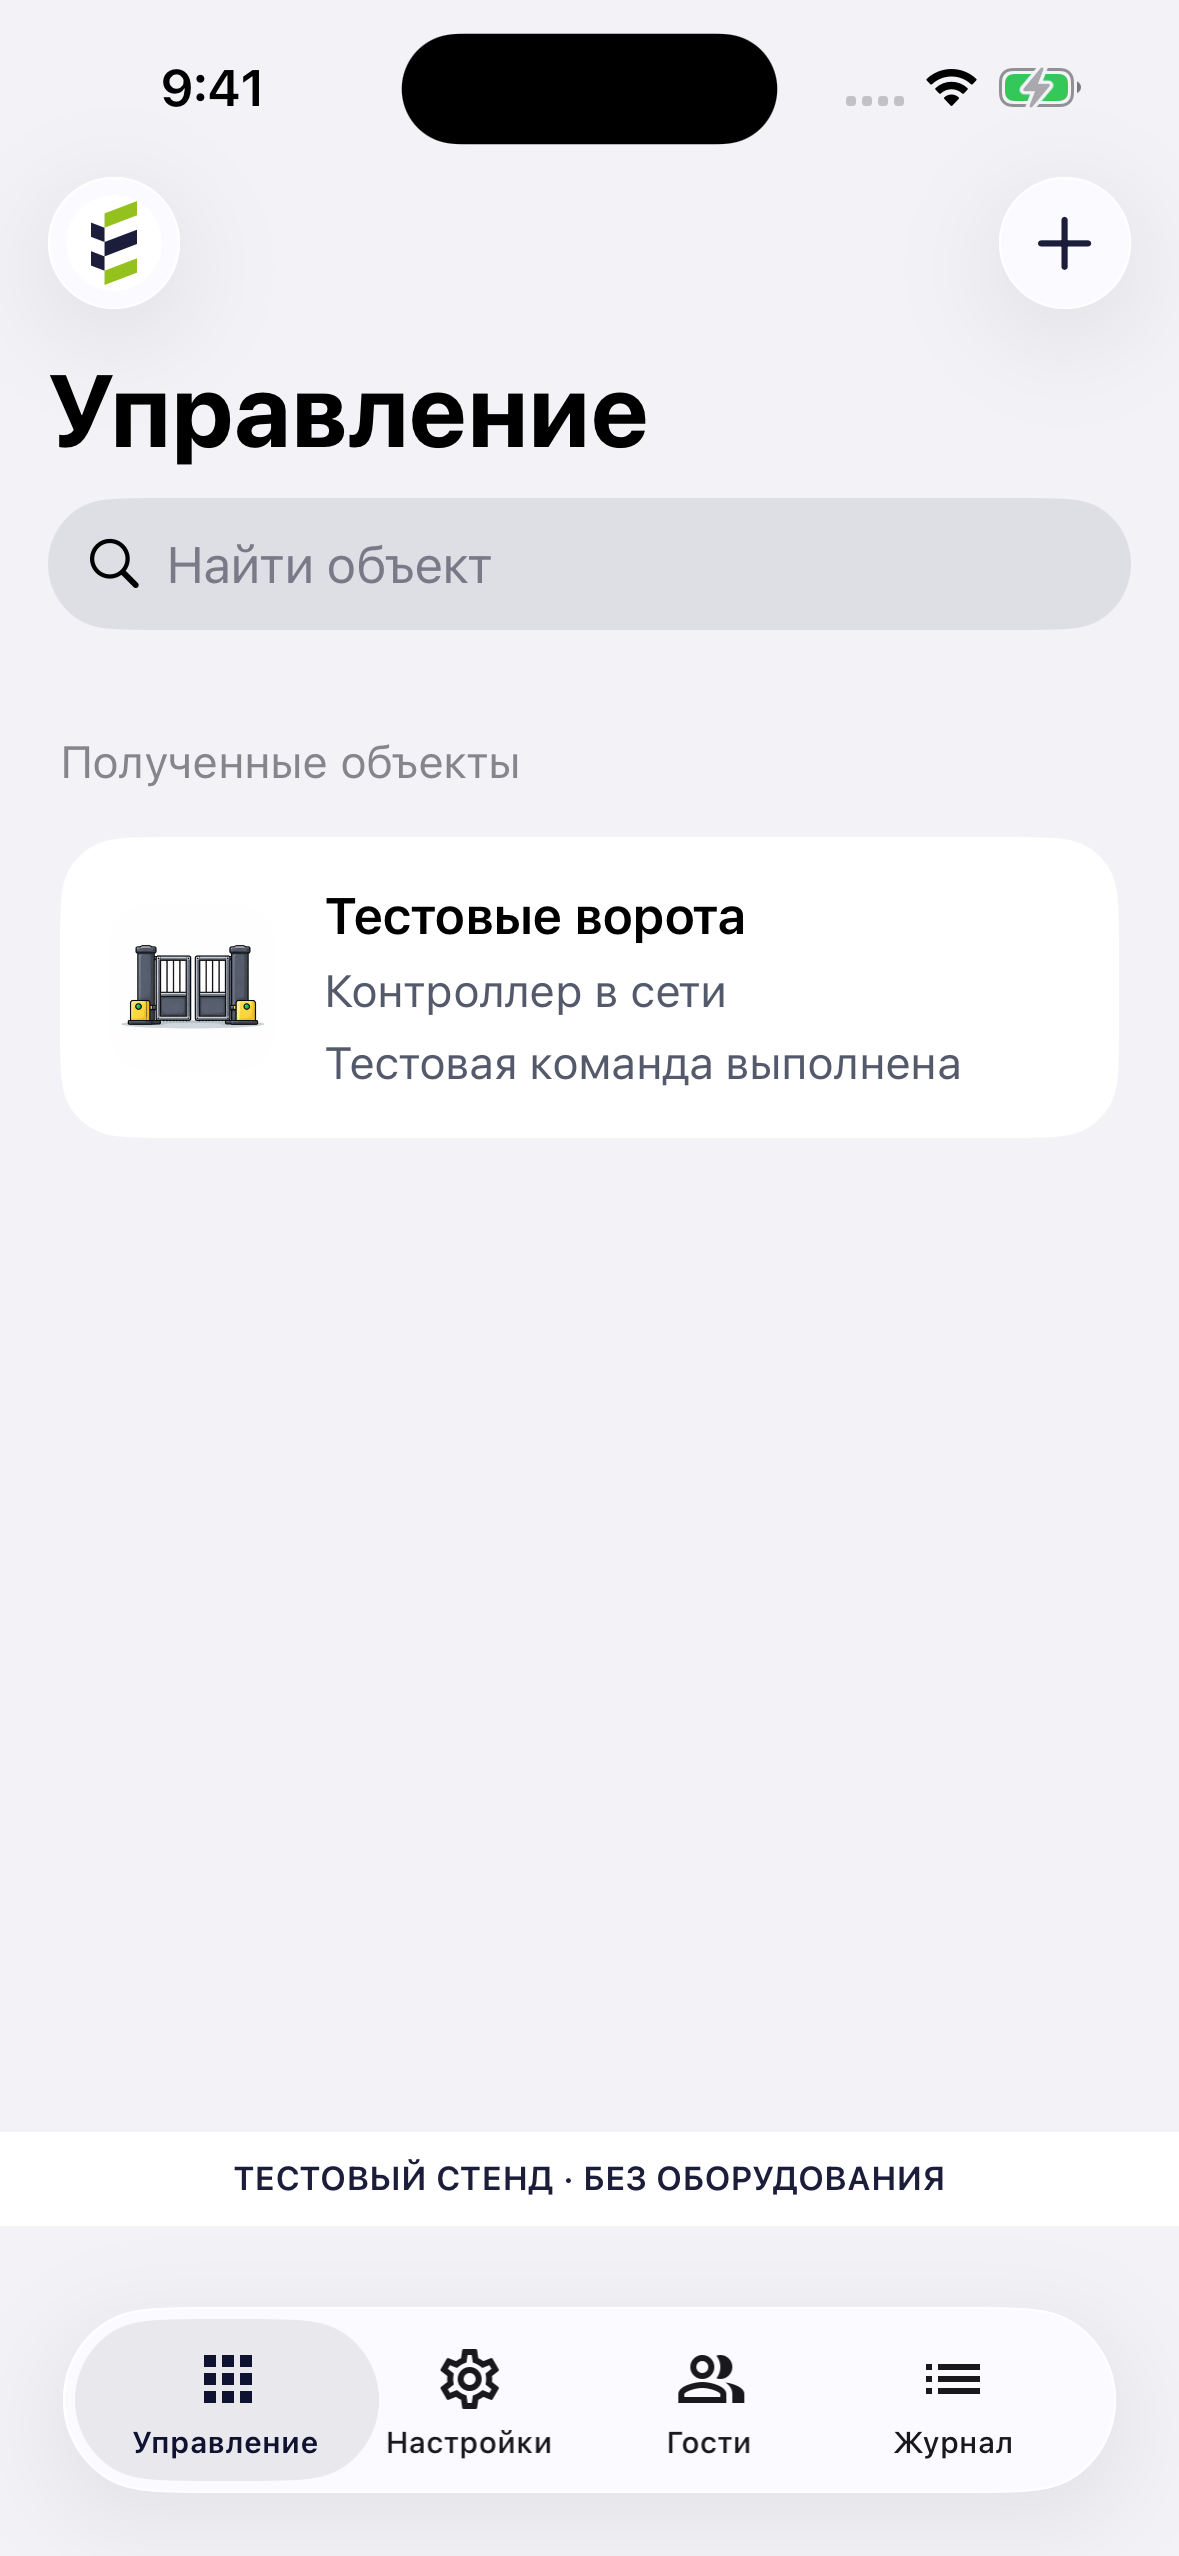 9:41
Управление
Найти объект
Полученные объекты
Тестовые ворота
Контроллер в сети
Тестовая команда выполнена
ТЕСТОВЫЙ СТЕНД · БЕЗ ОБОРУДОВАНИЯ
Управление Настройки Гости Журнал